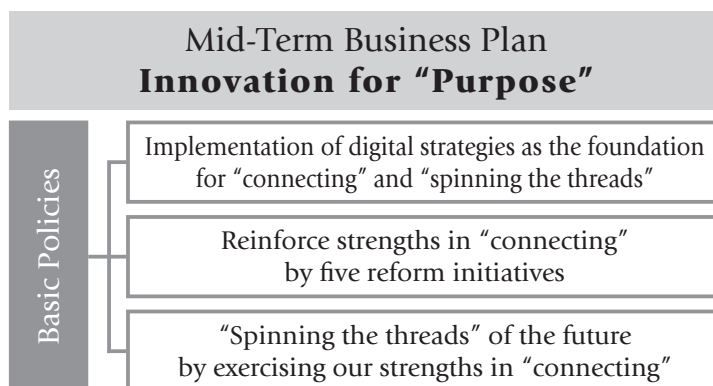 Mid-Term Business Plan
Innovation for “Purpose”
Basic Policies
Implementation of digital strategies as the foundation
for “connecting” and “spinning the threads”
Reinforce strengths in “connecting”
by five reform initiatives
“Spinning the threads” of the future
by exercising our strengths in “connecting”